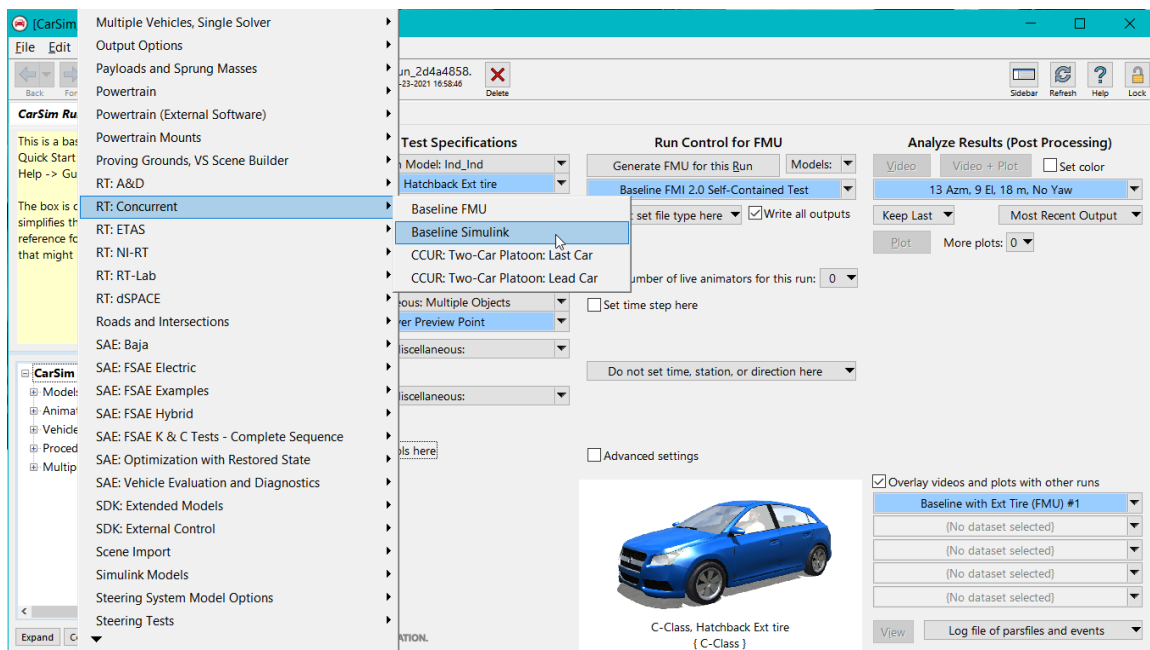 [CarSim
File Edit
Back For
un_2d4a4858.
-23-2021 16:58:46
Delete
Sidebar Refresh Help Lock
CarSim Ru
This is a bas
Quick Start
Help -> Gu
The box is c
simplifies th
reference fo
that might
CarSim
Models
Animat
Vehicle
Proced
Multip
Expand
Multiple Vehicles, Single Solver
Output Options
Payloads and Sprung Masses
Powertrain
Powertrain (External Software)
Powertrain Mounts
Proving Grounds, VS Scene Builder
RT: A&D
RT: Concurrent
RT: ETAS
RT: NI-RT
RT: RT-Lab
RT: dSPACE
Roads and Intersections
SAE: Baja
SAE: FSAE Electric
SAE: FSAE Examples
SAE: FSAE Hybrid
SAE: FSAE K & C Tests - Complete Sequence
SAE: Optimization with Restored State
SAE: Vehicle Evaluation and Diagnostics
SDK: Extended Models
SDK: External Control
Scene Import
Simulink Models
Steering System Model Options
Steering Tests
Baseline FMU
Baseline Simulink
CCUR: Two-Car Platoon: Last Car
CCUR: Two-Car Platoon: Lead Car
Test Specifications
Model: Ind_Ind
Hatchback Ext tire
eous: Multiple Objects
ver Preview Point
liscellaneous:
liscellaneous:
ols here
ATION.
Run Control for FMU
Generate FMU for this Run Models:
Baseline FMI 2.0 Self-Contained Test
set file type here Write all outputs
umber of live animators for this run: 0
Set time step here
Do not set time, station, or direction here
Advanced settings
C-Class, Hatchback Ext tire
{ C-Class }
Analyze Results (Post Processing)
Video Video + Plot Set color
13 Azm, 9 El, 18 m, No Yaw
Keep Last Most Recent Output
Plot More plots: 0
Overlay videos and plots with other runs
Baseline with Ext Tire (FMU) #1
{No dataset selected}
{No dataset selected}
{No dataset selected}
{No dataset selected}
View Log file of parsfiles and events